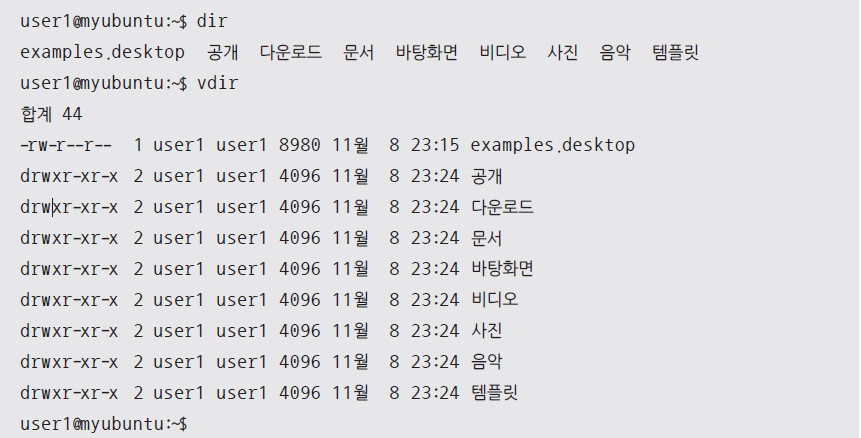 user1@myubuntu:~$ dir
examples.desktop 공개 다운로드 문서 바탕화면 비디오 사진 음악 템플릿
user1@myubuntu:~$ vdir
합계 44
-rw-r--r-- 1 user1 user1 8980 11월 8 23:15 examples.desktop
drwxr-xr-x 2 user1 user1 4096 11월 8 23:24 공개
drwxr-xr-x 2 user1 user1 4096 11월 8 23:24 다운로드
drwxr-xr-x 2 user1 user1 4096 11월 8 23:24 문서
drwxr-xr-x 2 user1 user1 4096 11월 8 23:24 바탕화면
drwxr-xr-x 2 user1 user1 4096 11월 8 23:24 비디오
drwxr-xr-x 2 user1 user1 4096 11월 8 23:24 사진
drwxr-xr-x 2 user1 user1 4096 11월 8 23:24 음악
drwxr-xr-x 2 user1 user1 4096 11월 8 23:24 템플릿
user1@myubuntu:~$